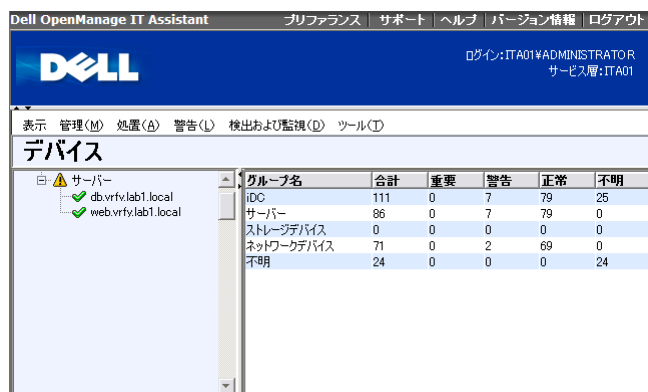 Dell OpenManage IT Assistant プリファランス サポート ヘルプ バージョン情報 ログアウト
DELL
ログイン:ITA01¥ADMINISTRATOR
サービス層:ITA01
表示 管理(M) 処置(A) 警告(L) 検出および監視(D) ツール(T)
デバイス
サーバー
db.vrfv.lab1.local
web.vrfy.lab1.local
グループ名 合計 重要 警告 正常 不明
iDC 111 0 7 79 25
サーバー 86 0 7 79 0
ストレージデバイス 0 0 0 0 0
ネットワークデバイス 71 0 2 69 0
不明 24 0 0 0 24